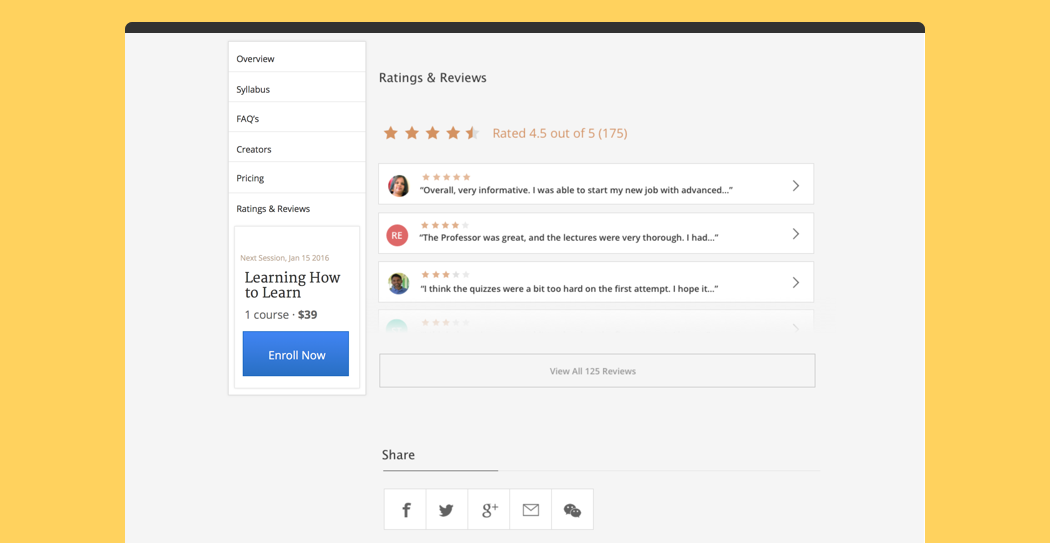 Overview
Syllabus
FAQ's
Creators
Pricing
Ratings & Reviews
Next Session, Jan 15 2016
Learning How
to Learn
1 course · $39
Enroll Now
Ratings & Reviews
Rated 4.5 out of 5 (175)
“Overall, very informative. I was able to start my new job with advanced...”
RE
“The Professor was great, and the lectures were very thorough. I had...”
“I think the quizzes were a bit too hard on the first attempt. I hope it...”
View All 125 Reviews
Share
f
g+